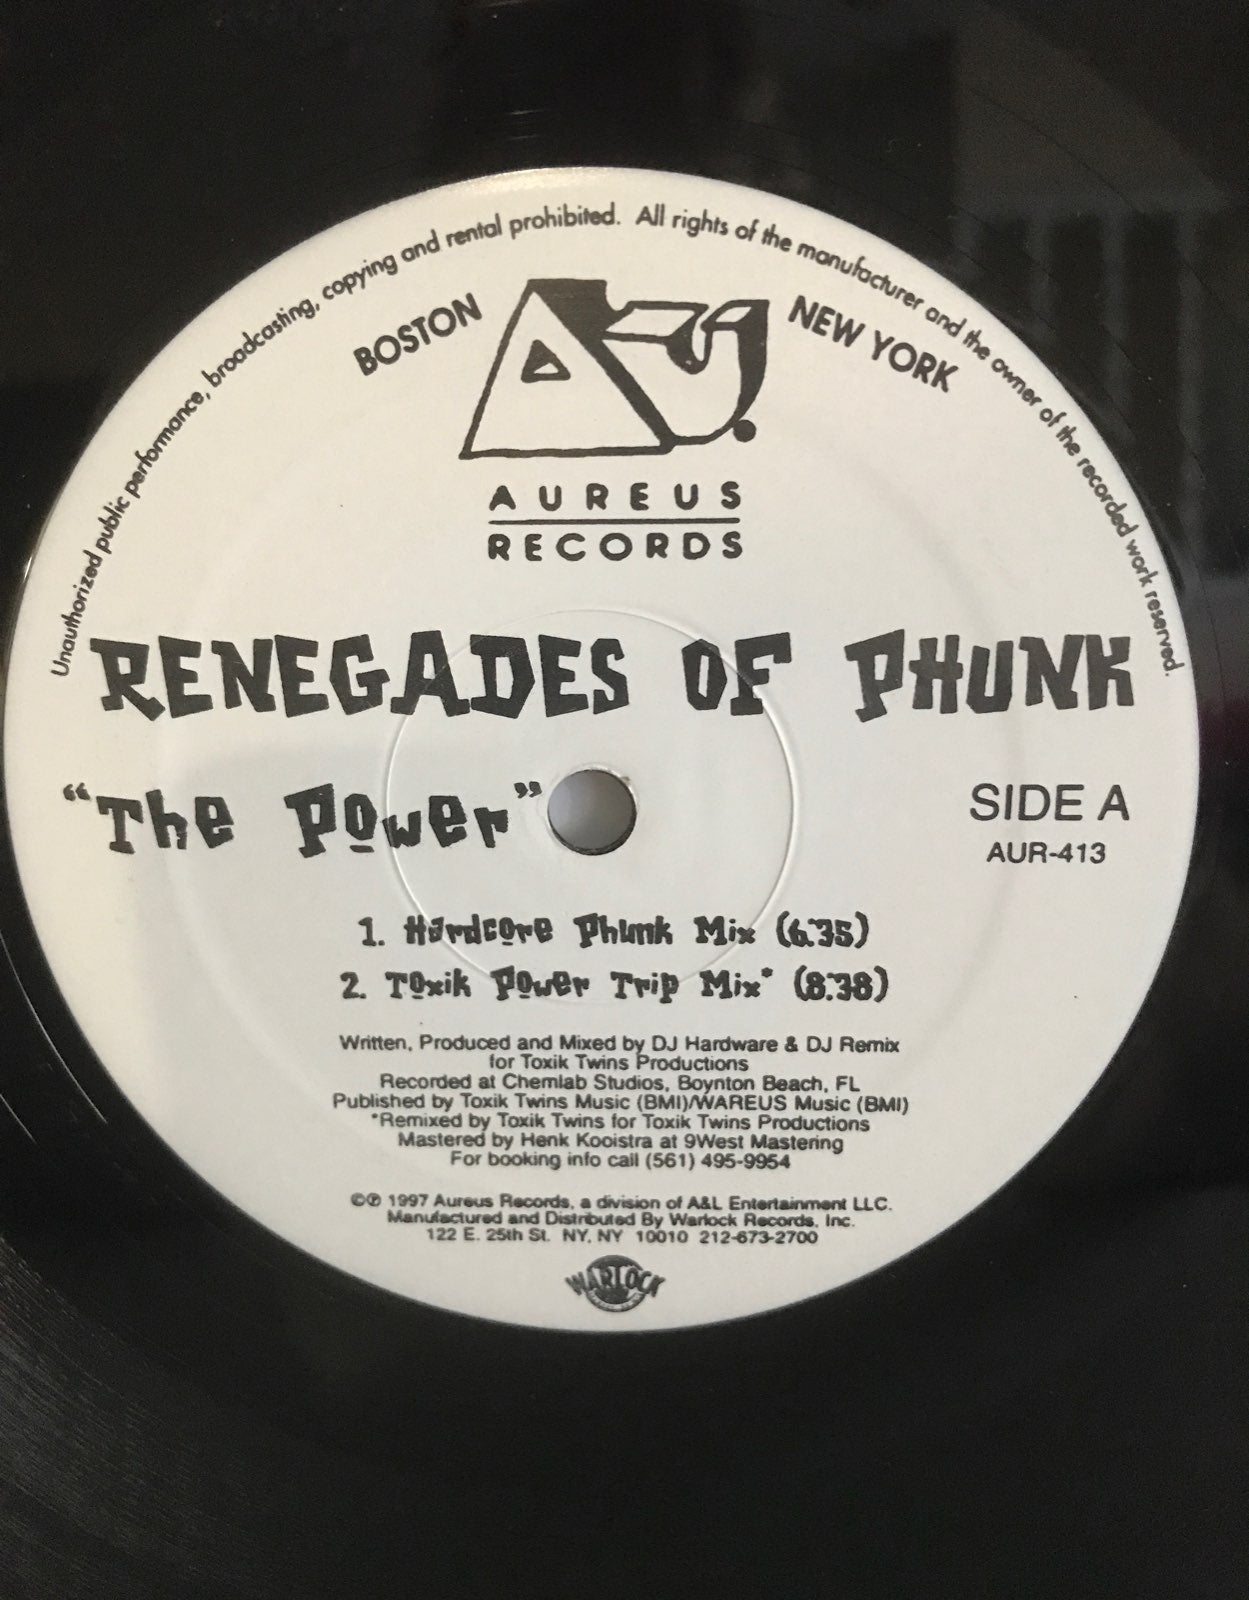 Unauthorized public performance, broadcasting, copying and rental prohibited. All rights of the manufacturer and the owner of the recorded work reserved.
BOSTON
NEW YORK
AUREUS
RECORDS
RENEGADES OF PHUNK
"The Power"
SIDE A
AUR-413
1. Hardcore Phunk Mix (6:35)
2. Toxik Power Trip Mix* (8:38)
Written, Produced and Mixed by DJ Hardware & DJ Remix
for Toxik Twins Productions
Recorded at Chemlab Studios, Boynton Beach, FL
Published by Toxik Twins Music (BMI)/WAREUS Music (BMI)
*Remixed by Toxik Twins for Toxik Twins Productions
Mastered by Henk Kooistra at 9West Mastering
For booking info call (561) 495-9954
©℗ 1997 Aureus Records, a division of A&L Entertainment LLC.
Manufactured and Distributed By Warlock Records, Inc.
122 E. 25th St. NY, NY 10010 212-673-2700
WARLOCK